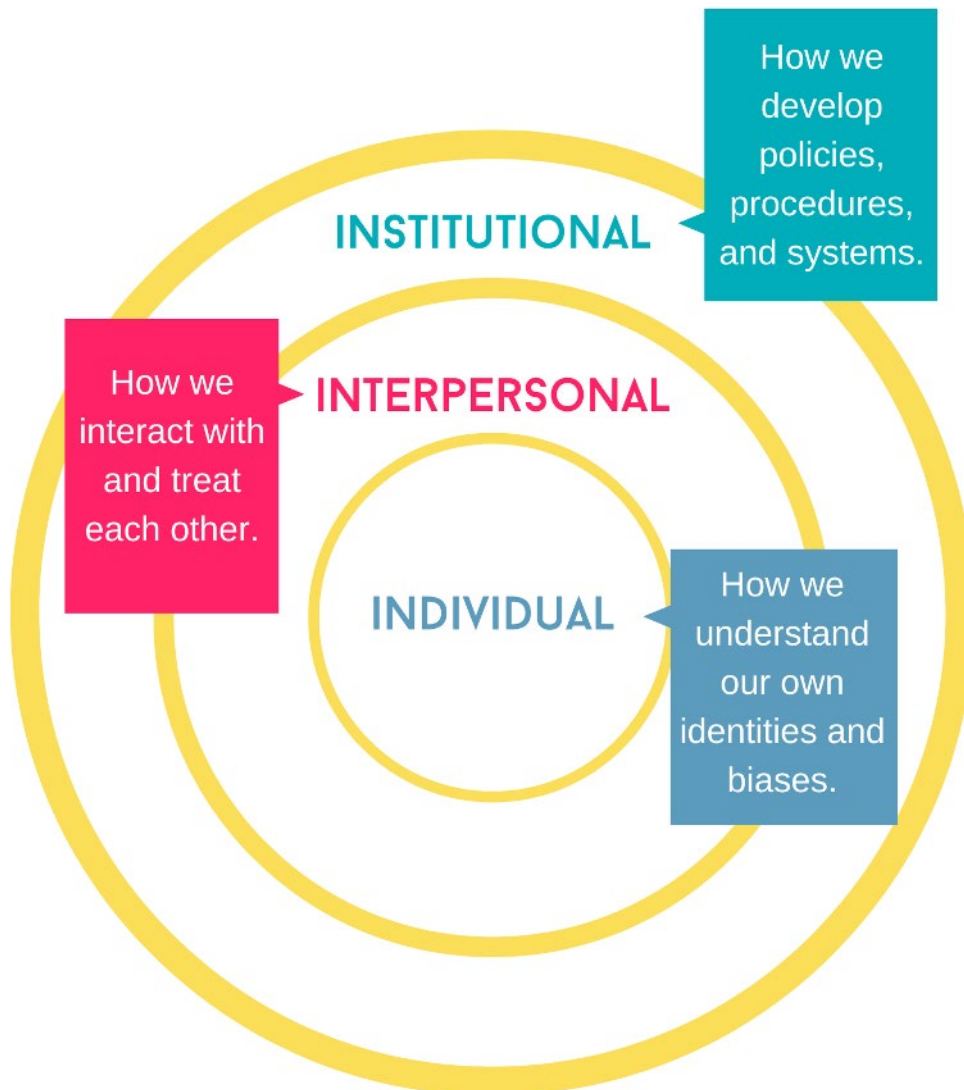 How we
develop
policies,
procedures,
and systems.
INSTITUTIONAL
How we
interact with
and treat
each other.
INTERPERSONAL
INDIVIDUAL
How we
understand
our own
identities and
biases.